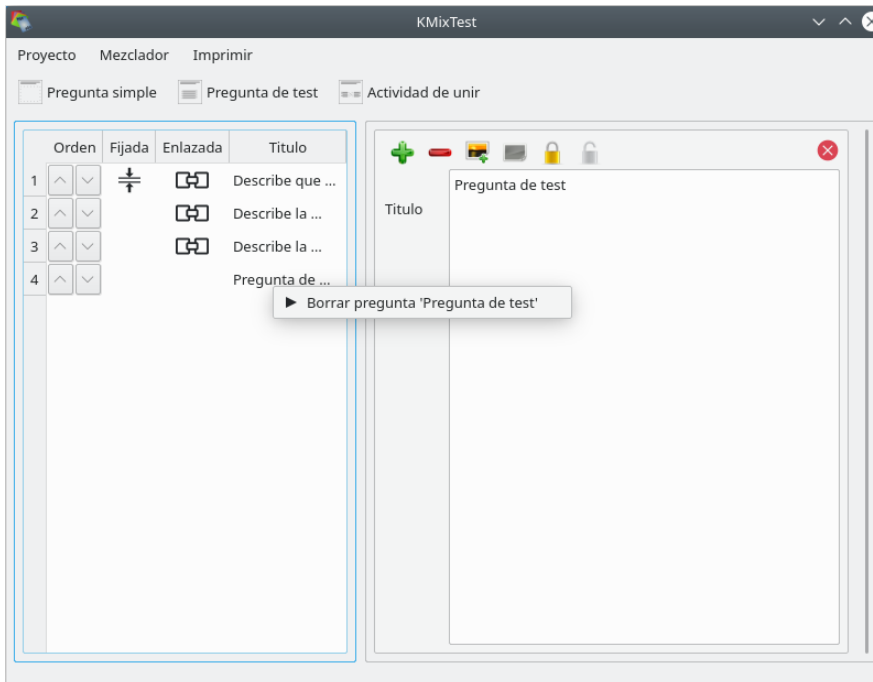 KMixTest
Proyecto Mezclador Imprimir
Pregunta simple Pregunta de test Actividad de unir
Orden Fijada Enlazada Titulo
1 Describe que ...
2 Describe la ...
3 Describe la ...
4 Pregunta de ...
Borrar pregunta 'Pregunta de test'
Titulo
Pregunta de test